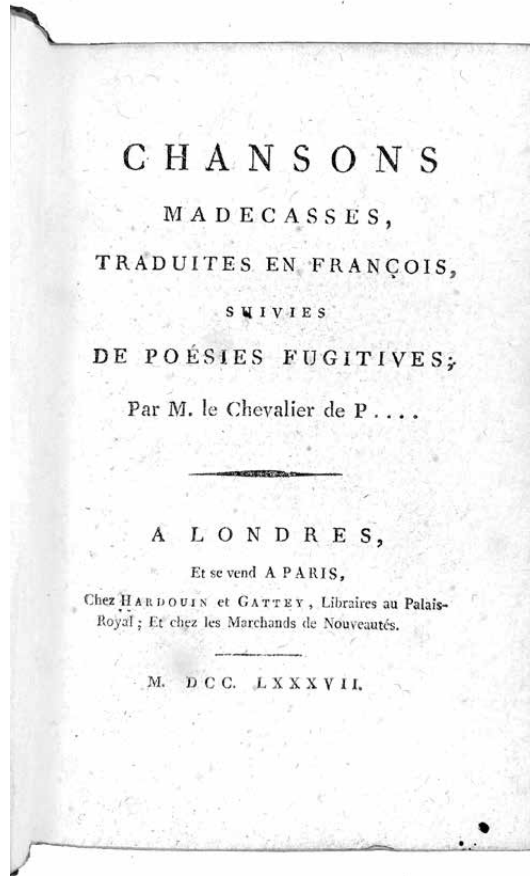 CHANSONS
MADECASSES,
TRADUITES EN FRANÇOIS,
SUIVIES
DE POÉSIES FUGITIVES;
Par M. le Chevalier de P....
A LONDRES,
Et se vend A PARIS,
Chez HARDOUIN et GATTEY, Libraires au Palais-
Royal; Et chez les Marchands de Nouveautés.
M. DCC. LXXXVII.